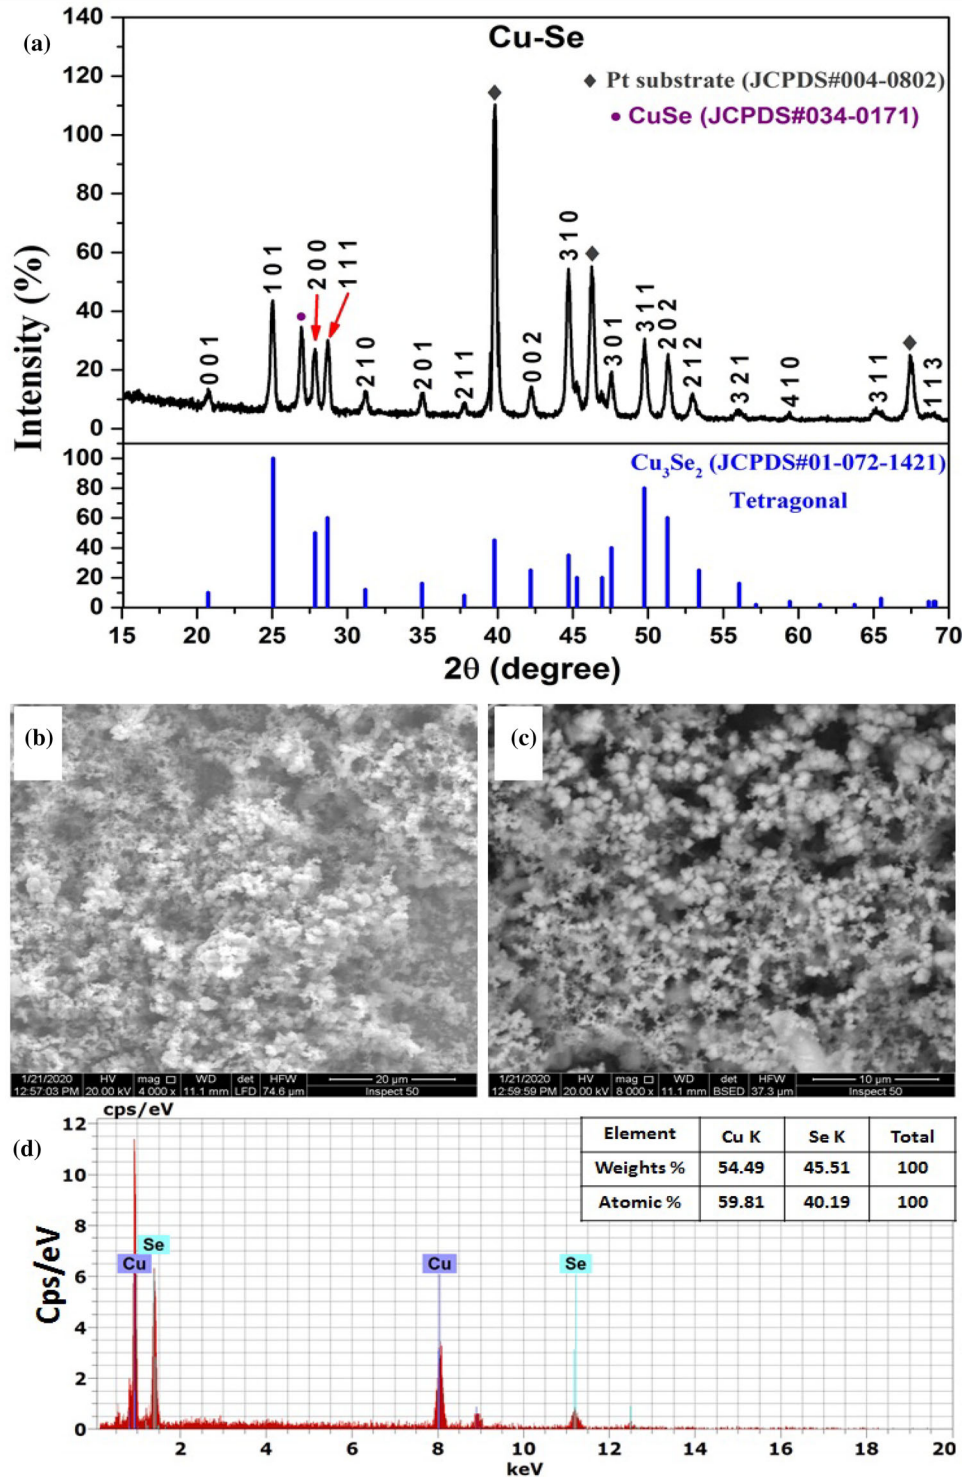 (a)
Cu-Se
◆ Pt substrate (JCPDS#004-0802)
● CuSe (JCPDS#034-0171)
Intensity (%)
140
120
100
80
60
40
20
0
0 0 1
1 0 1
2 0 0
1 1 1
2 1 0
2 0 1
2 1 1
0 0 2
3 1 0
3 0 1
3 1 1
2 0 2
2 1 2
3 2 1
4 1 0
3 1 1
1 1 3
Cu3Se2 (JCPDS#01-072-1421)
Tetragonal
100
80
60
40
20
0
15 20 25 30 35 40 45 50 55 60 65 70
2θ (degree)
(b)
1/21/2020 HV mag □ WD det HFW 20 µm
12:57:03 PM 20.00 kV 4 000 x 11.1 mm LFD 74.6 µm Inspect 50
(c)
1/21/2020 HV mag □ WD det HFW 10 µm
12:59:59 PM 20.00 kV 8 000 x 11.1 mm BSED 37.3 µm Inspect 50
(d)
cps/eV
Cps/eV
12
10
8
6
4
2
0
Cu
Se
Cu
Se
Element Cu K Se K Total
Weights % 54.49 45.51 100
Atomic % 59.81 40.19 100
2 4 6 8 10 12 14 16 18 20
keV